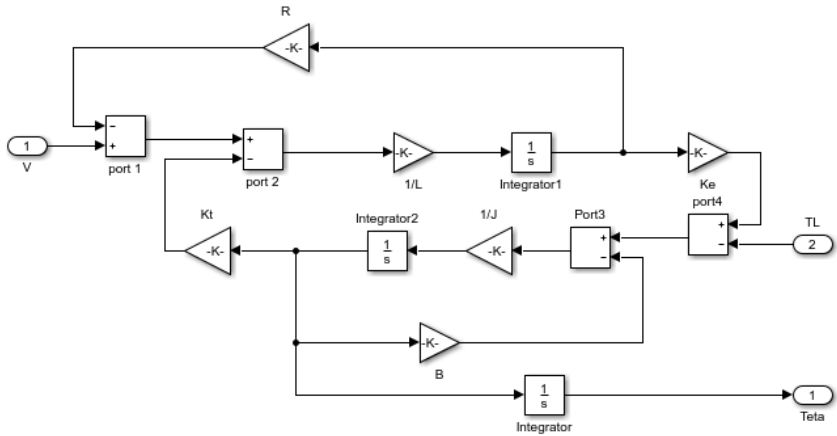 R
-K-
−
+
1
V
port 1
+
−
port 2
-K-
1/L
1
s
Integrator1
-K-
Ke
port4
+
−
TL
2
Port3
+
−
1/J
-K-
Integrator2
1
s
Kt
-K-
-K-
B
1
s
Integrator
1
Teta